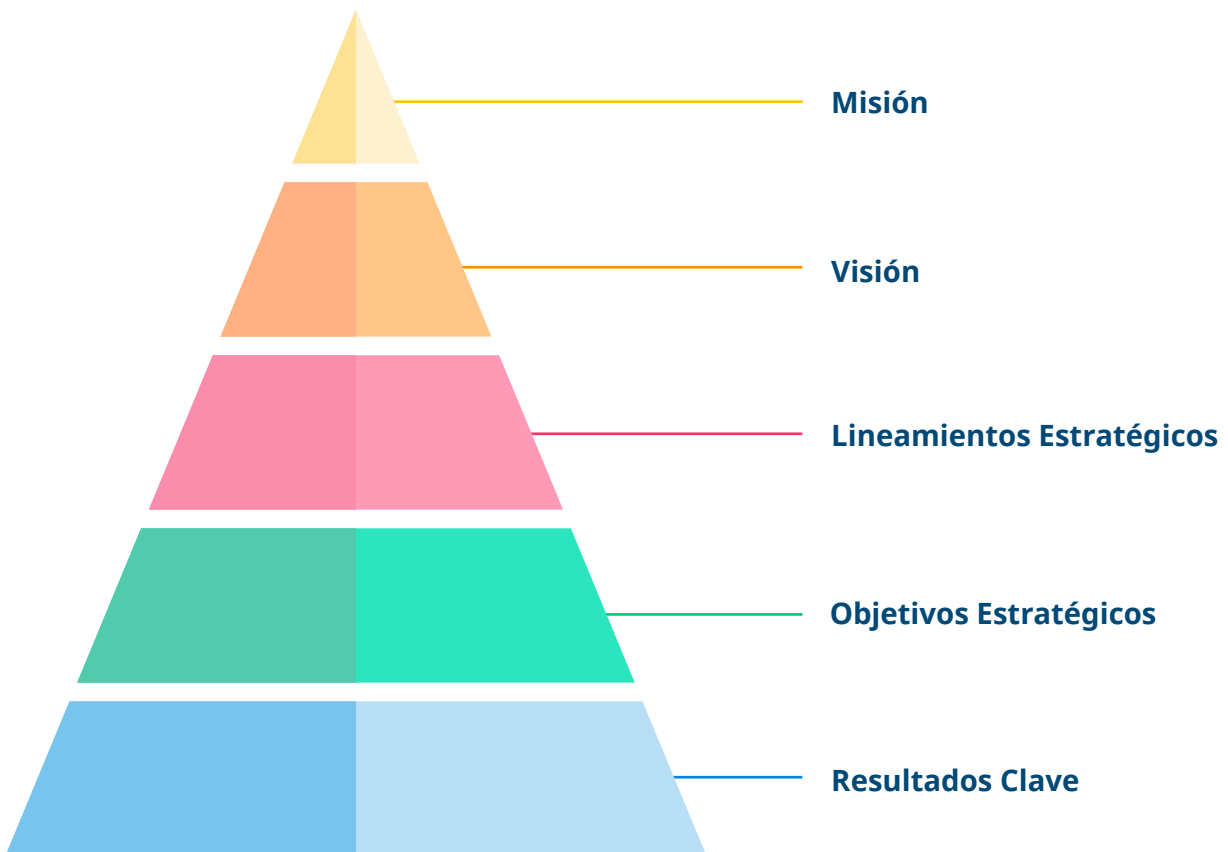 Misión
Visión
Lineamientos Estratégicos
Objetivos Estratégicos
Resultados Clave